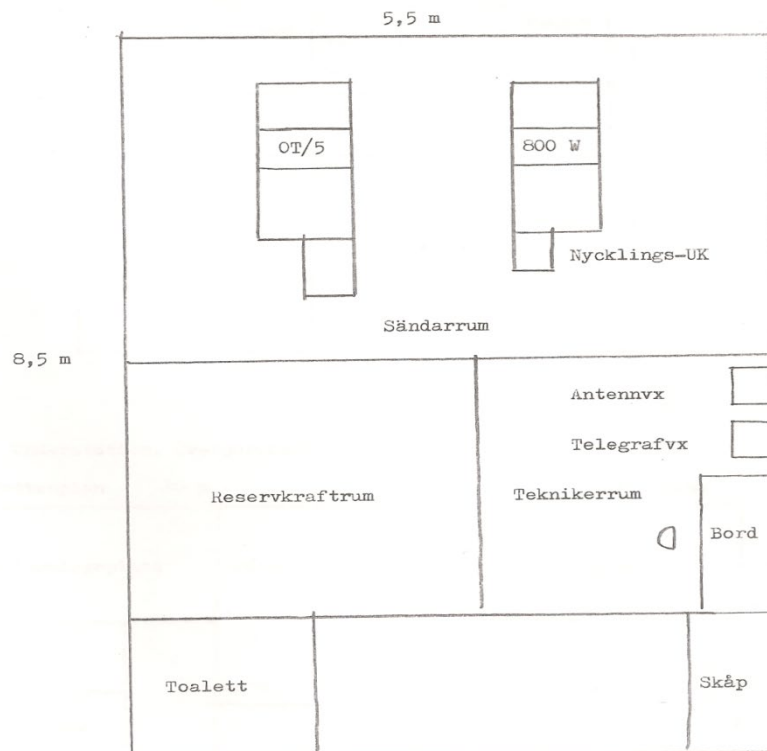 5,5 m
OT/5
800 W
Nycklings-UK
Sändarrum
8,5 m
Antennvx
Telegrafvx
Reservkraftrum
Teknikerrum
Bord
Toalett
Skåp